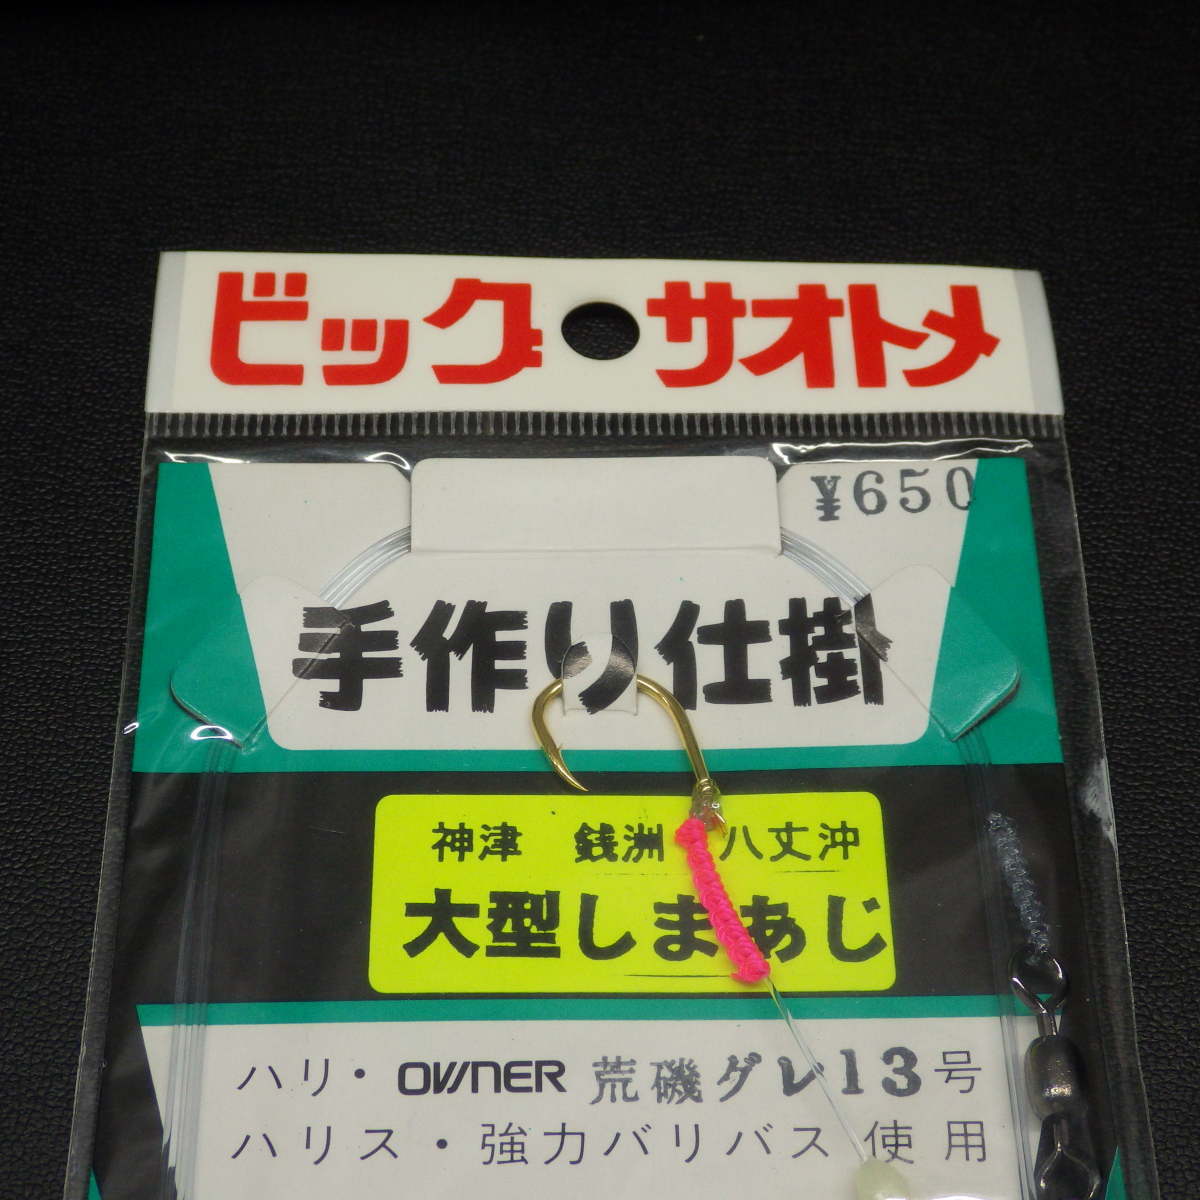 ビッグ・サオトメ
¥650
手作り仕掛
神津 銭洲 八丈沖
大型しまあじ
ハリ・OWNER 荒磯グレ13号
ハリス・強力バリバス使用